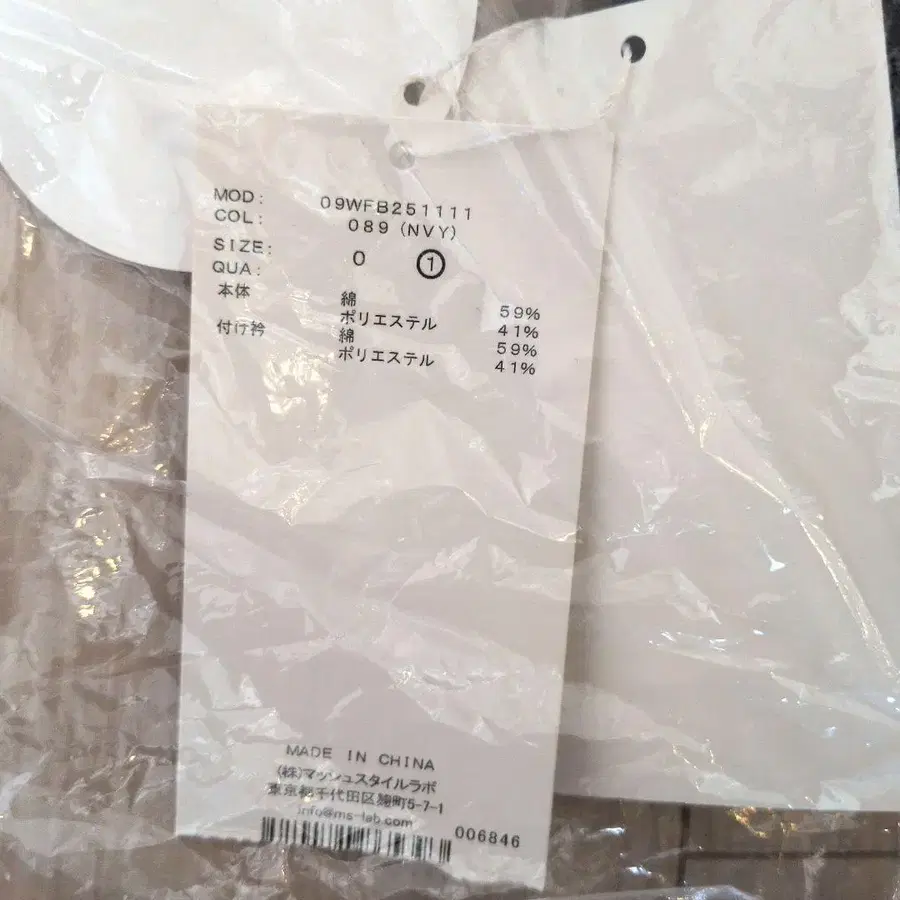 MOD: 09WFB251111
COL: 089 (NVY)
SIZE: 0 ①
QUA:
本体 綿 59%
ポリエステル 41%
付け衿 綿 59%
ポリエステル 41%
MADE IN CHINA
(株)マッシュスタイルラボ
東京都千代田区麹町5-7-1
info@ms-lab.com
006846